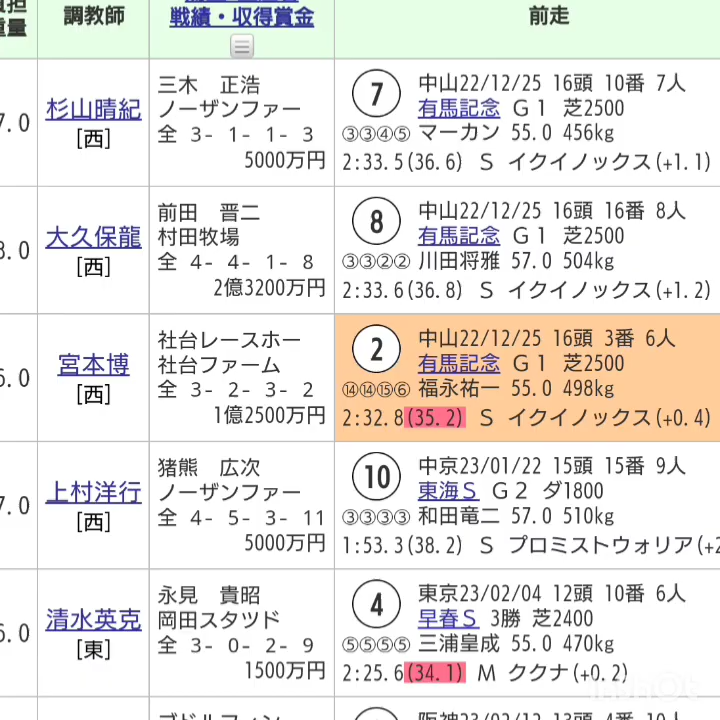 調教師
戦績・収得賞金
前走
7.0
杉山晴紀
[西]
三木 正浩
ノーザンファー
全 3- 1- 1- 3
5000万円
7
中山22/12/25 16頭 10番 7人
有馬記念 G1 芝2500
③③④⑤ マーカン 55.0 456kg
2:33.5(36.6) S イクイノックス(+1.1)
8.0
大久保龍
[西]
前田 晋二
村田牧場
全 4- 4- 1- 8
2億3200万円
8
中山22/12/25 16頭 16番 8人
有馬記念 G1 芝2500
③③②② 川田将雅 57.0 504kg
2:33.6(36.8) S イクイノックス(+1.2)
6.0
宮本博
[西]
社台レースホー
社台ファーム
全 3- 2- 3- 2
1億2500万円
2
中山22/12/25 16頭 3番 6人
有馬記念 G1 芝2500
⑭⑭⑮⑥ 福永祐一 55.0 498kg
2:32.8(35.2) S イクイノックス(+0.4)
7.0
上村洋行
[西]
猪熊 広次
ノーザンファー
全 4- 5- 3- 11
5000万円
10
中京23/01/22 15頭 15番 9人
東海S G2 ダ1800
③③③③ 和田竜二 57.0 510kg
1:53.3(38.2) S プロミストウォリア(+2
6.0
清水英克
[東]
永見 貴昭
岡田スタツド
全 3- 0- 2- 9
1500万円
4
東京23/02/04 12頭 10番 6人
早春S 3勝 芝2400
⑤⑤⑤⑤ 三浦皇成 55.0 470kg
2:25.6(34.1) M ククナ(+0.2)